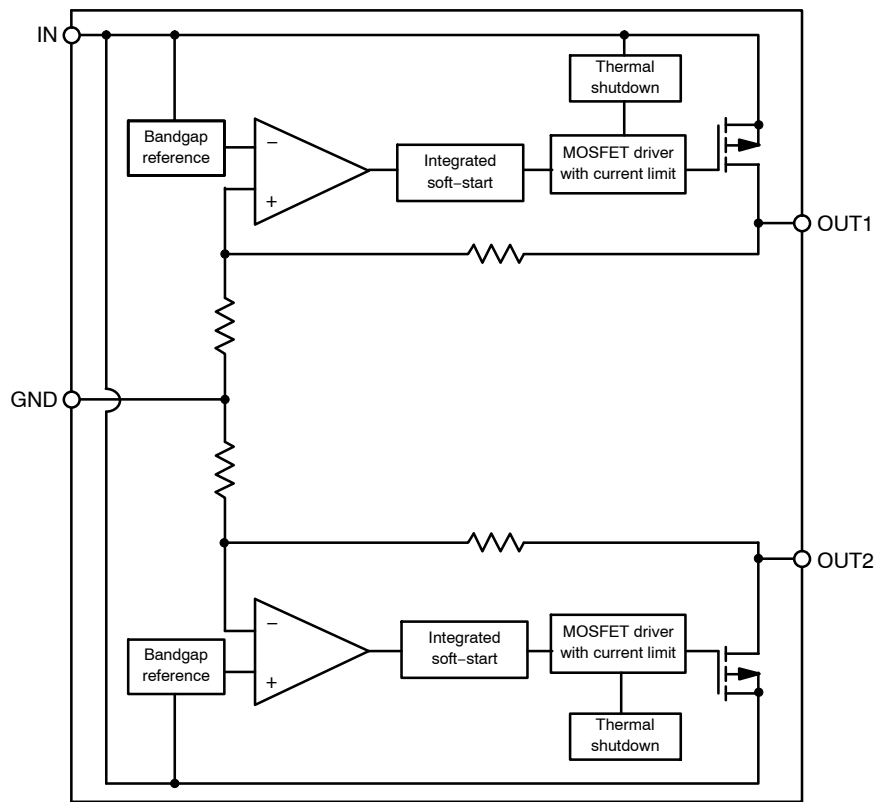 IN
Thermal
shutdown
Bandgap
reference
−
+
Integrated
soft−start
MOSFET driver
with current limit
OUT1
GND
OUT2
Bandgap
reference
−
+
Integrated
soft−start
MOSFET driver
with current limit
Thermal
shutdown